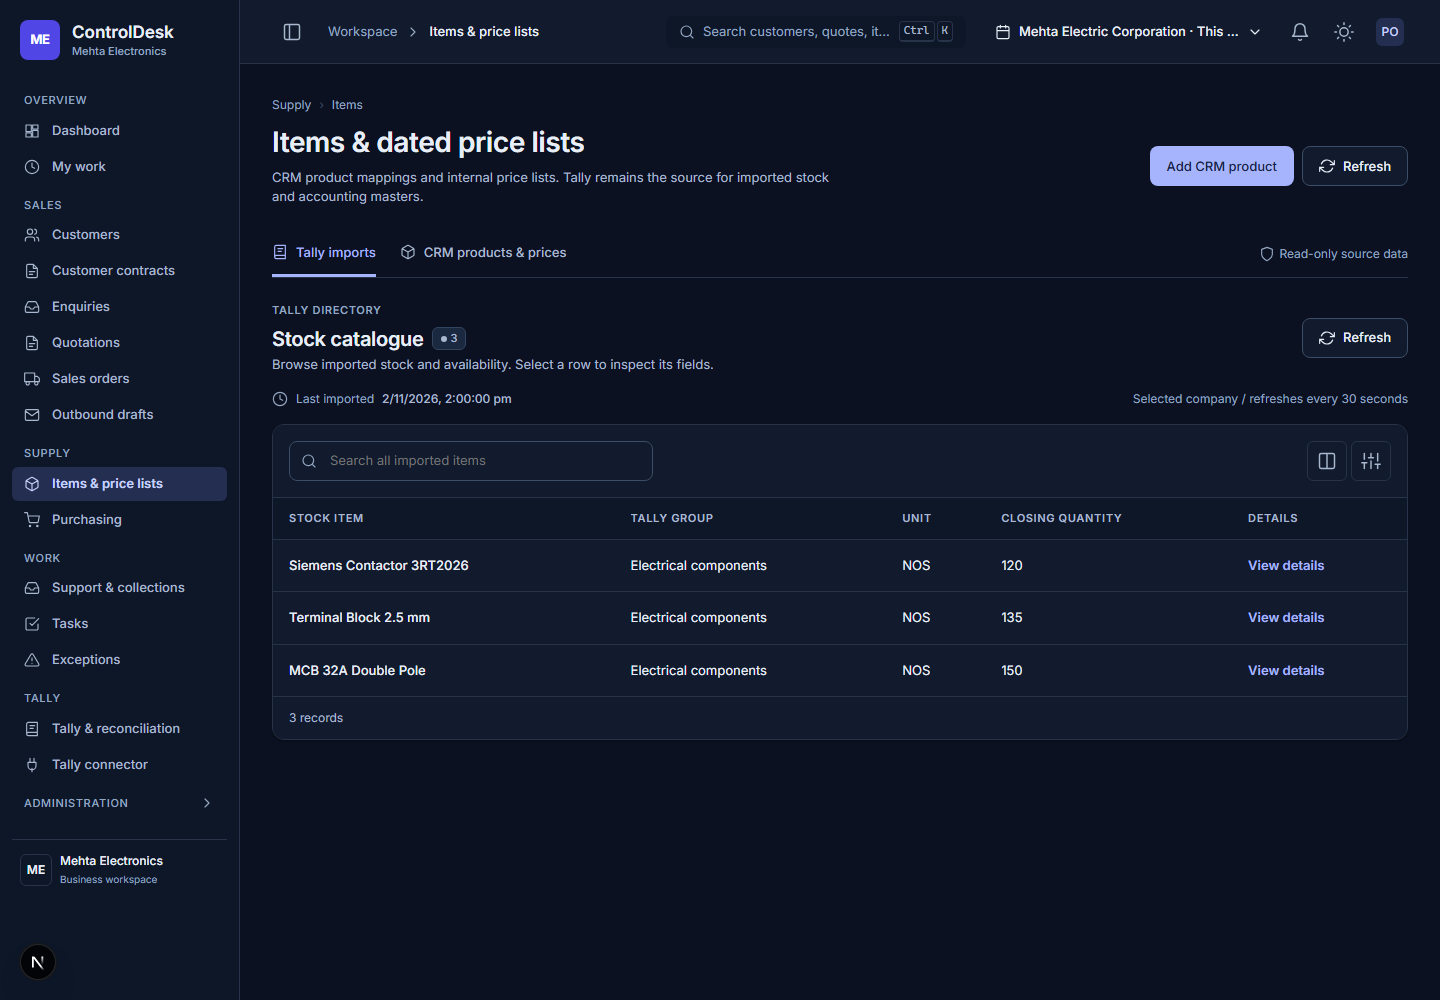 ME
ControlDesk
Mehta Electronics
OVERVIEW
Dashboard
My work
SALES
Customers
Customer contracts
Enquiries
Quotations
Sales orders
Outbound drafts
SUPPLY
Items & price lists
Purchasing
WORK
Support & collections
Tasks
Exceptions
TALLY
Tally & reconciliation
Tally connector
ADMINISTRATION
ME
Mehta Electronics
Business workspace
N
Workspace > Items & price lists
Search customers, quotes, it... Ctrl K
Mehta Electric Corporation · This ...
PO
Supply › Items
Items & dated price lists
CRM product mappings and internal price lists. Tally remains the source for imported stock
and accounting masters.
Add CRM product
Refresh
Tally imports
CRM products & prices
Read-only source data
TALLY DIRECTORY
Stock catalogue 3
Browse imported stock and availability. Select a row to inspect its fields.
Refresh
Last imported 2/11/2026, 2:00:00 pm
Selected company / refreshes every 30 seconds
Search all imported items
STOCK ITEM TALLY GROUP UNIT CLOSING QUANTITY DETAILS
Siemens Contactor 3RT2026 Electrical components NOS 120 View details
Terminal Block 2.5 mm Electrical components NOS 135 View details
MCB 32A Double Pole Electrical components NOS 150 View details
3 records